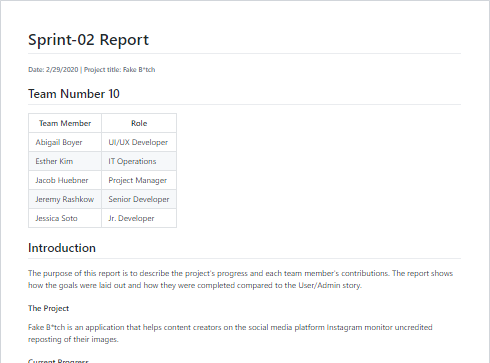 Sprint-02 Report
Date: 2/29/2020 | Project title: Fake B*tch
Team Number 10
Team Member Role
Abigail Boyer UI/UX Developer
Esther Kim IT Operations
Jacob Huebner Project Manager
Jeremy Rashkow Senior Developer
Jessica Soto Jr. Developer
Introduction
The purpose of this report is to describe the project's progress and each team member's contributions. The report shows
how the goals were laid out and how they were completed compared to the User/Admin story.
The Project
Fake B*tch is an application that helps content creators on the social media platform Instagram monitor uncredited
reposting of their images.
Current Progress